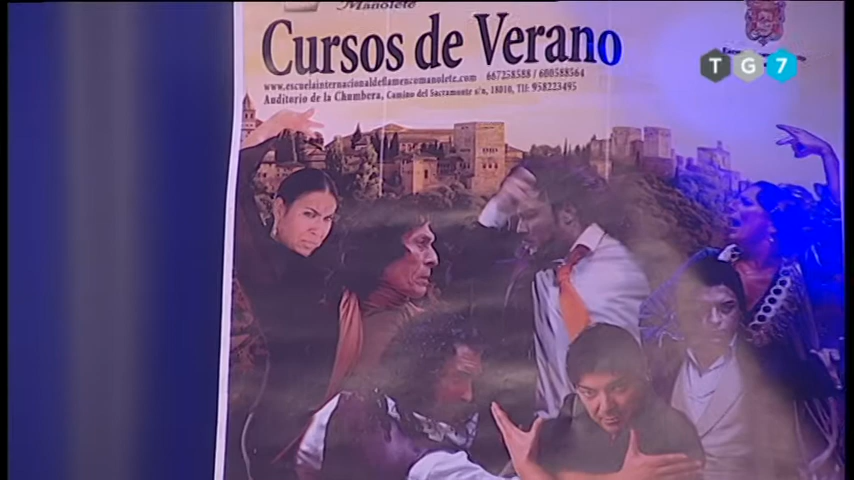 Manolete
Cursos de Verano
www.escuelainternacionaldeflamencomanolete.com 667258588 / 600588564
Auditorio de la Chumbera, Camino del Sacramonte s/n, 18010, Tlf: 958223495
TG7